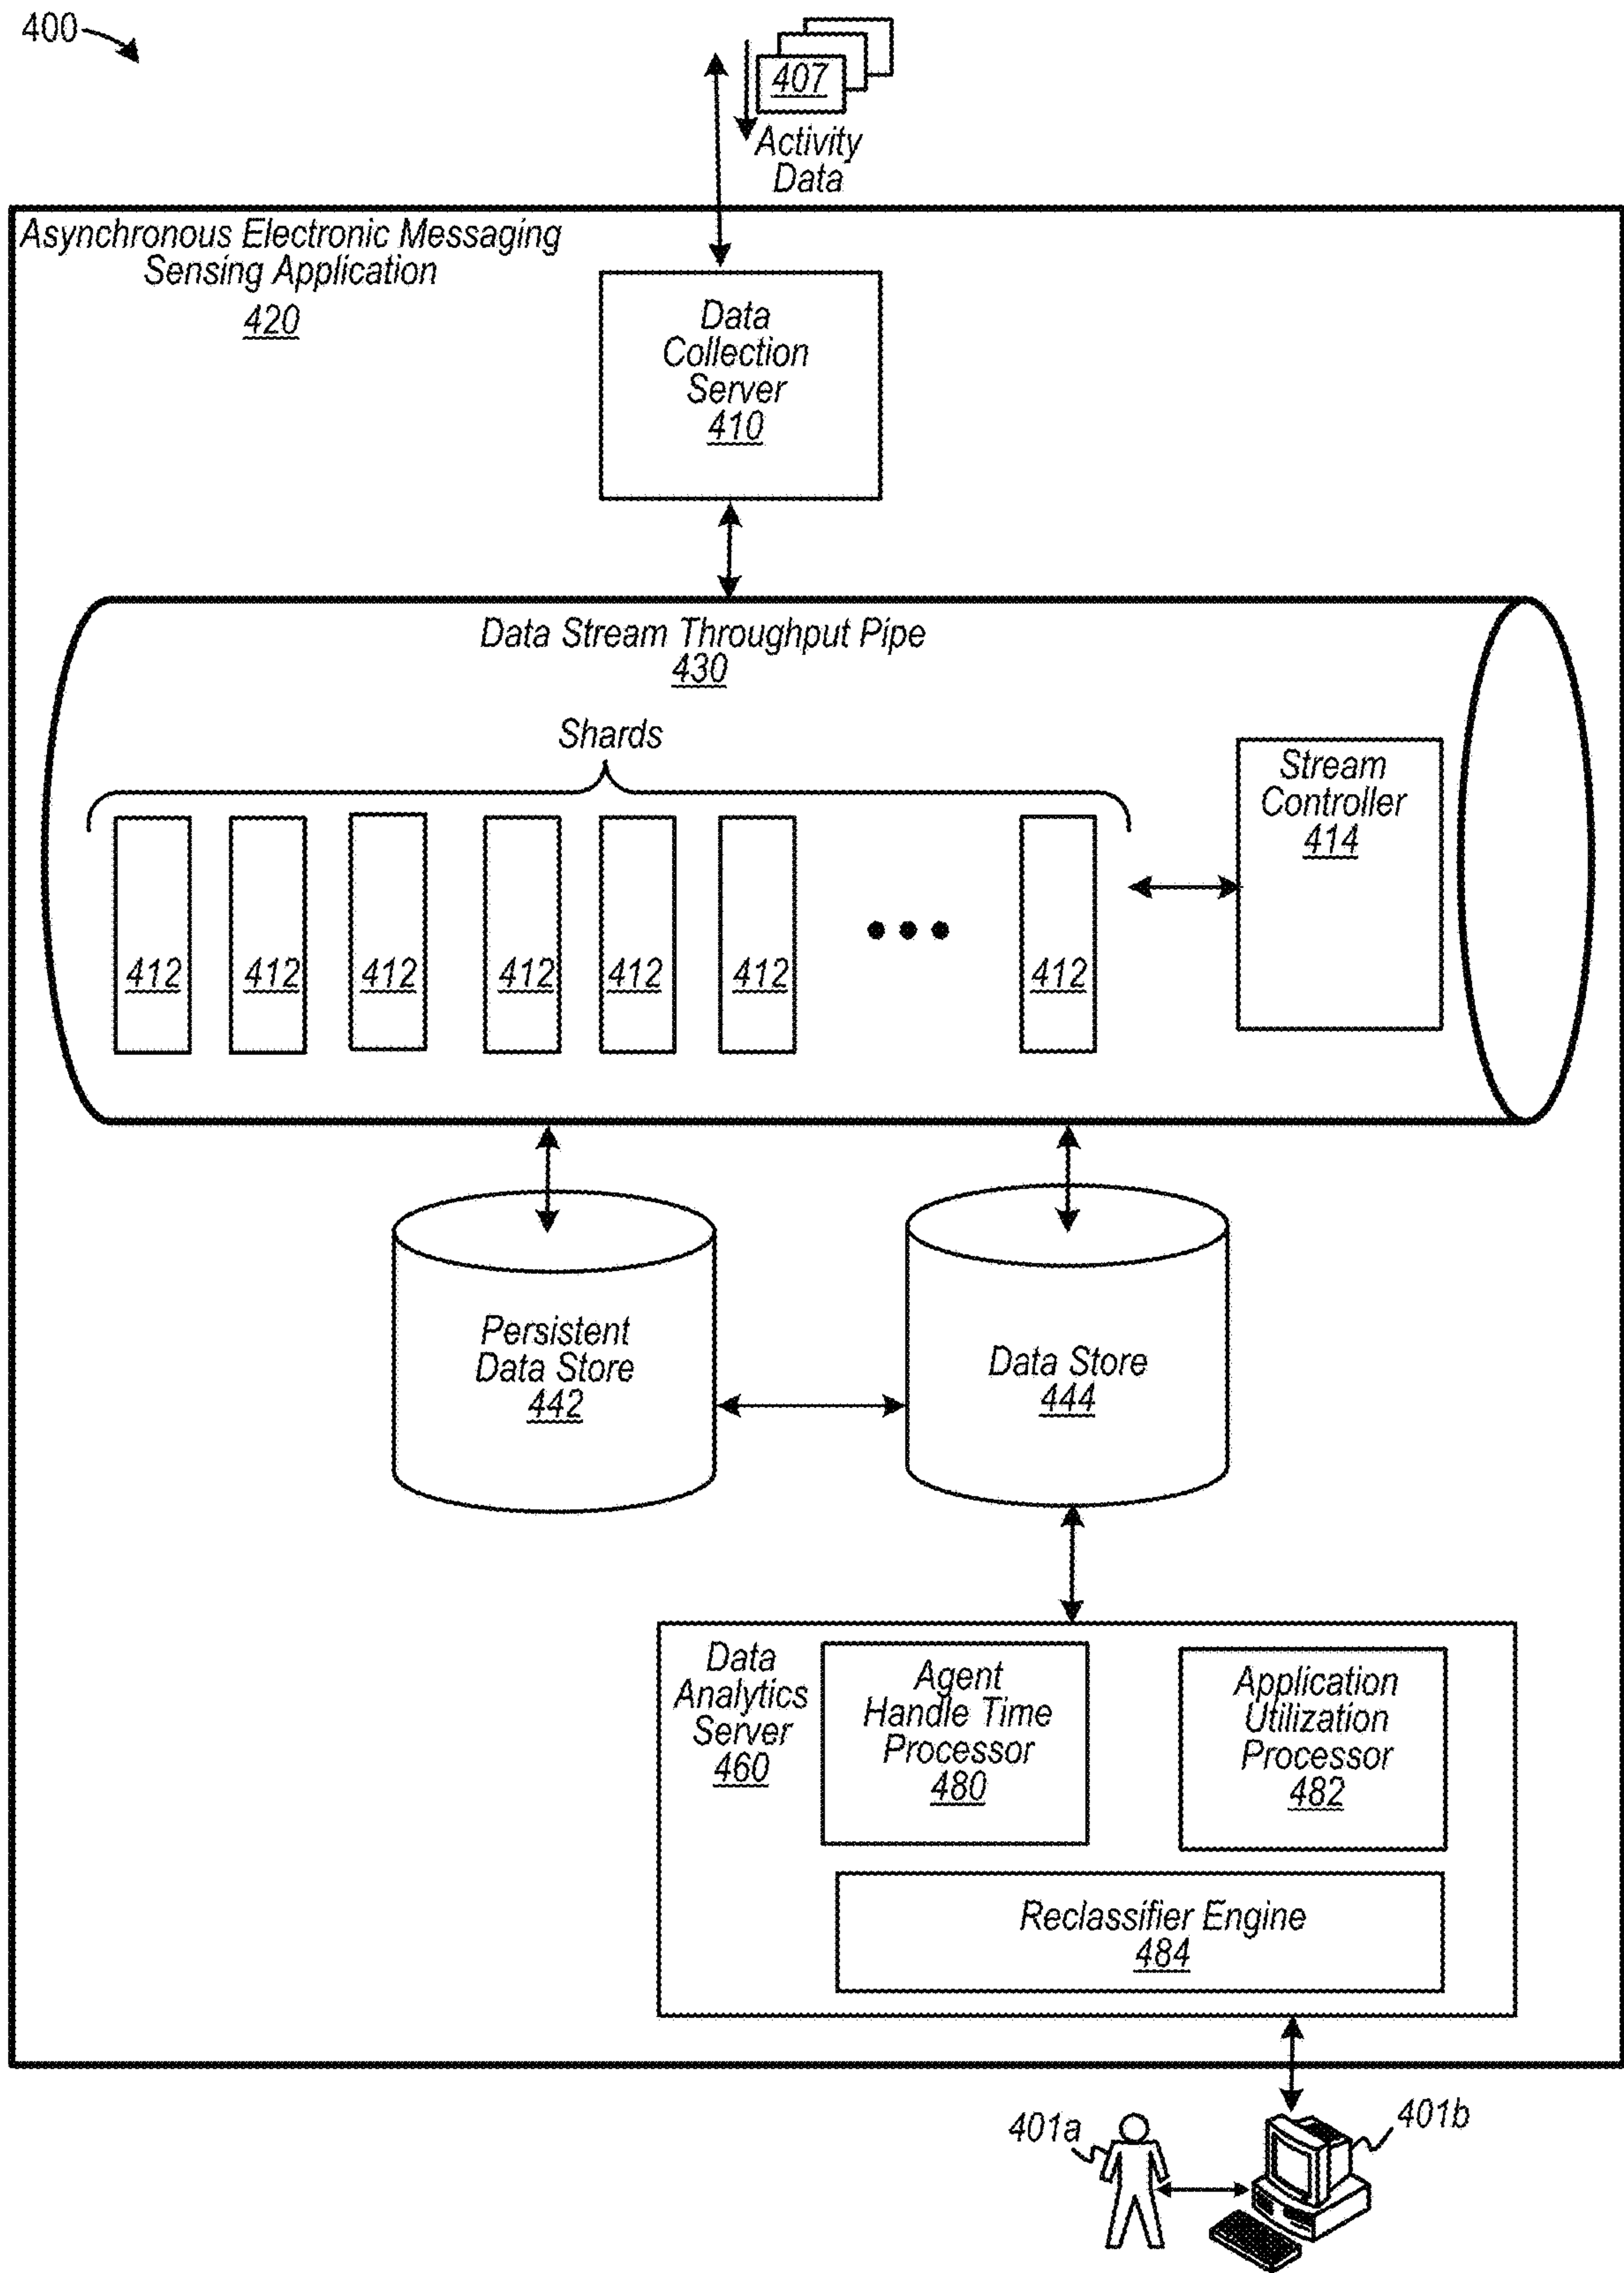 400
407
Activity
Data
Asynchronous Electronic Messaging
Sensing Application
420
Data
Collection
Server
410
Data Stream Throughput Pipe
430
Shards
Stream
Controller
414
412 412 412 412 412 412 ••• 412
Persistent
Data Store
442
Data Store
444
Data
Analytics
Server
460
Agent
Handle Time
Processor
480
Application
Utilization
Processor
482
Reclassifier Engine
484
401a
401b